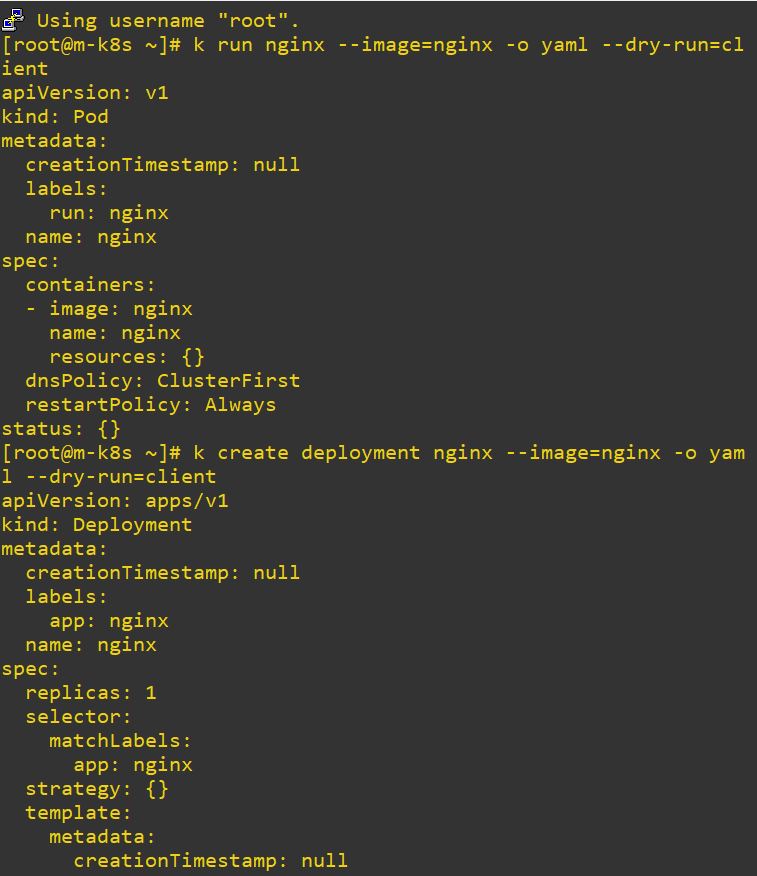 Using username "root".
[root@m-k8s ~]# k run nginx --image=nginx -o yaml --dry-run=cl
ient
apiVersion: v1
kind: Pod
metadata:
  creationTimestamp: null
  labels:
    run: nginx
  name: nginx
spec:
  containers:
  - image: nginx
    name: nginx
    resources: {}
  dnsPolicy: ClusterFirst
  restartPolicy: Always
status: {}
[root@m-k8s ~]# k create deployment nginx --image=nginx -o yam
l --dry-run=client
apiVersion: apps/v1
kind: Deployment
metadata:
  creationTimestamp: null
  labels:
    app: nginx
  name: nginx
spec:
  replicas: 1
  selector:
    matchLabels:
      app: nginx
  strategy: {}
  template:
    metadata:
      creationTimestamp: null